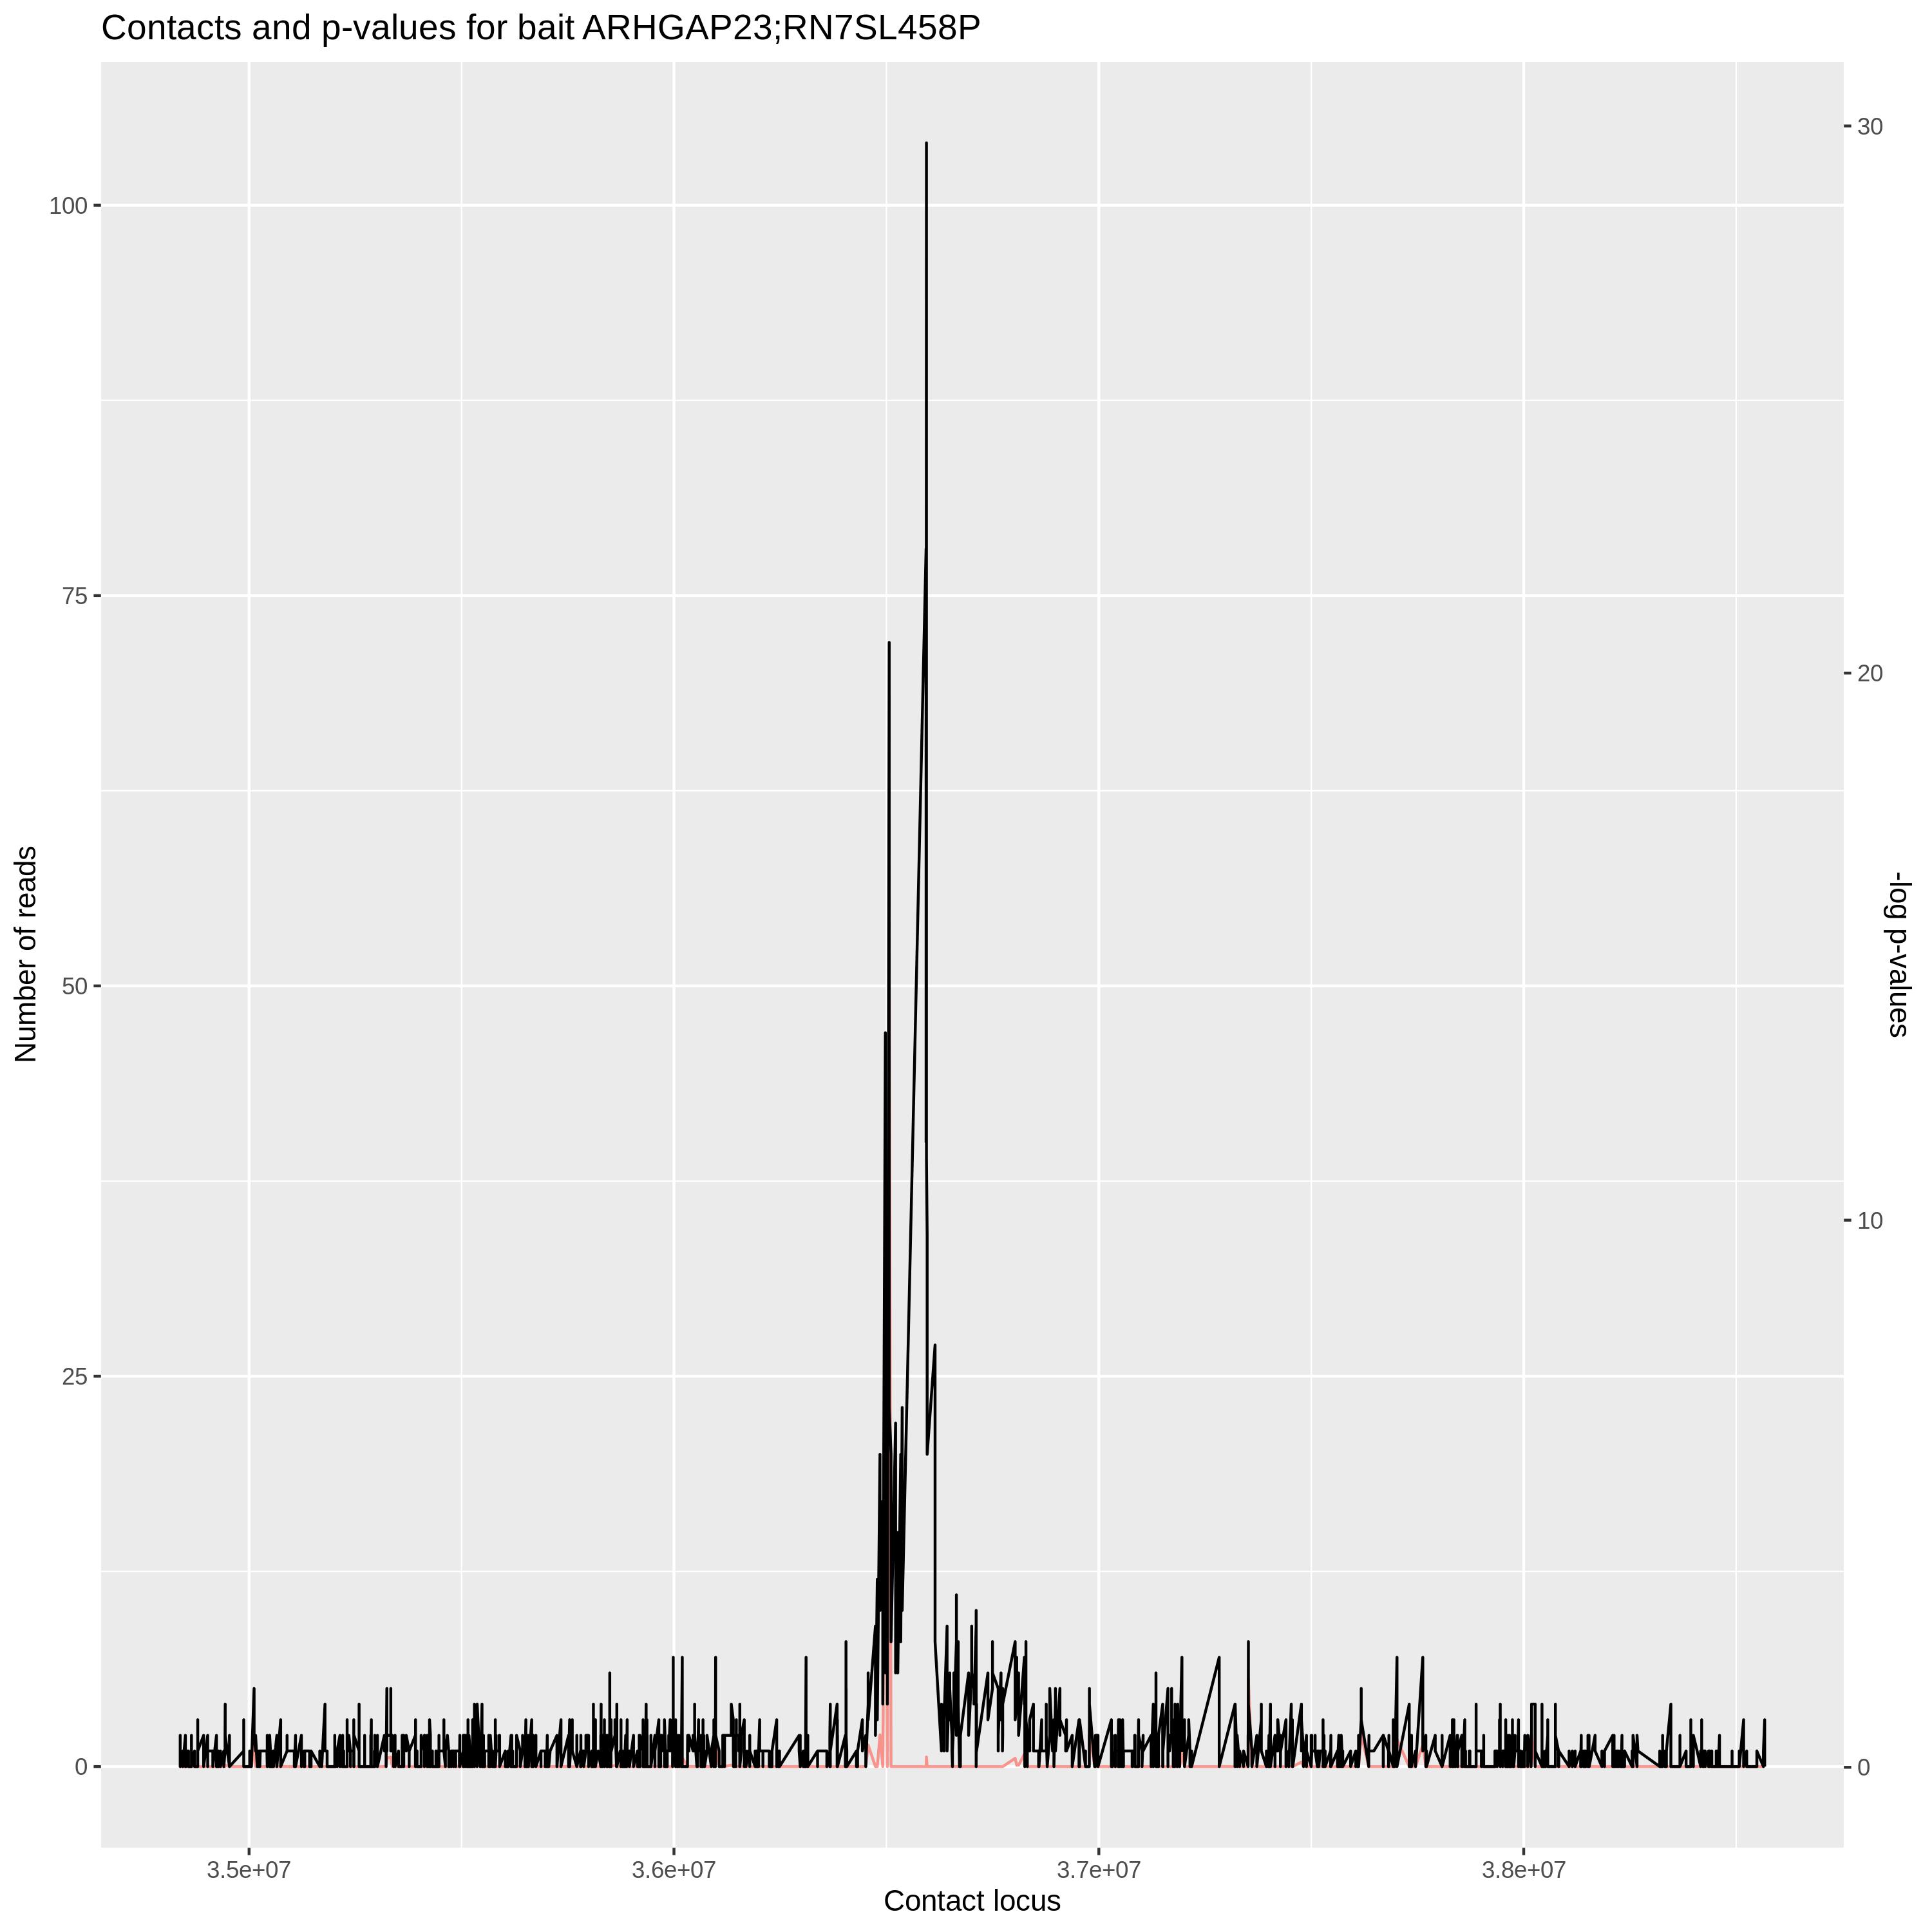 Contacts and p-values for bait ARHGAP23;RN7SL458P
100
75
50
25
0
Number of reads
30
20
10
0
-log p-values
3.5e+07
3.6e+07
3.7e+07
3.8e+07
Contact locus